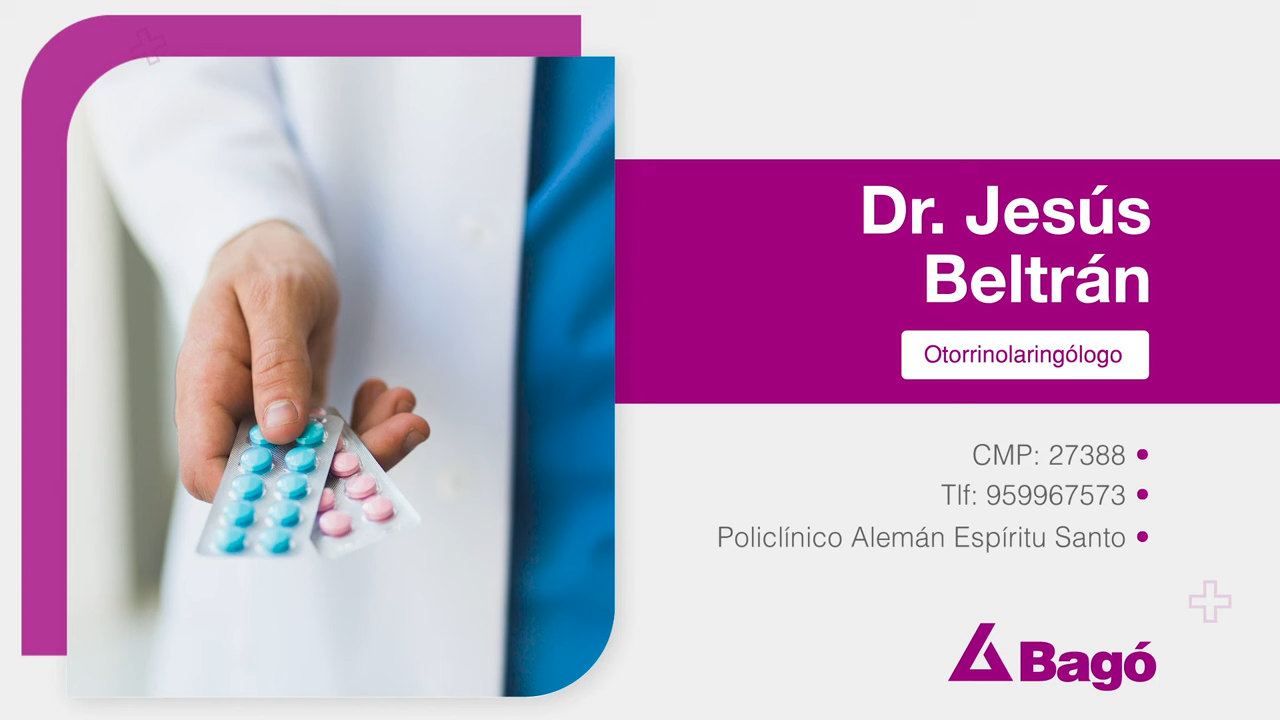 Dr. Jesús
Beltrán
Otorrinolaringólogo
CMP: 27388
Tlf: 959967573
Policlínico Alemán Espíritu Santo
Bagó